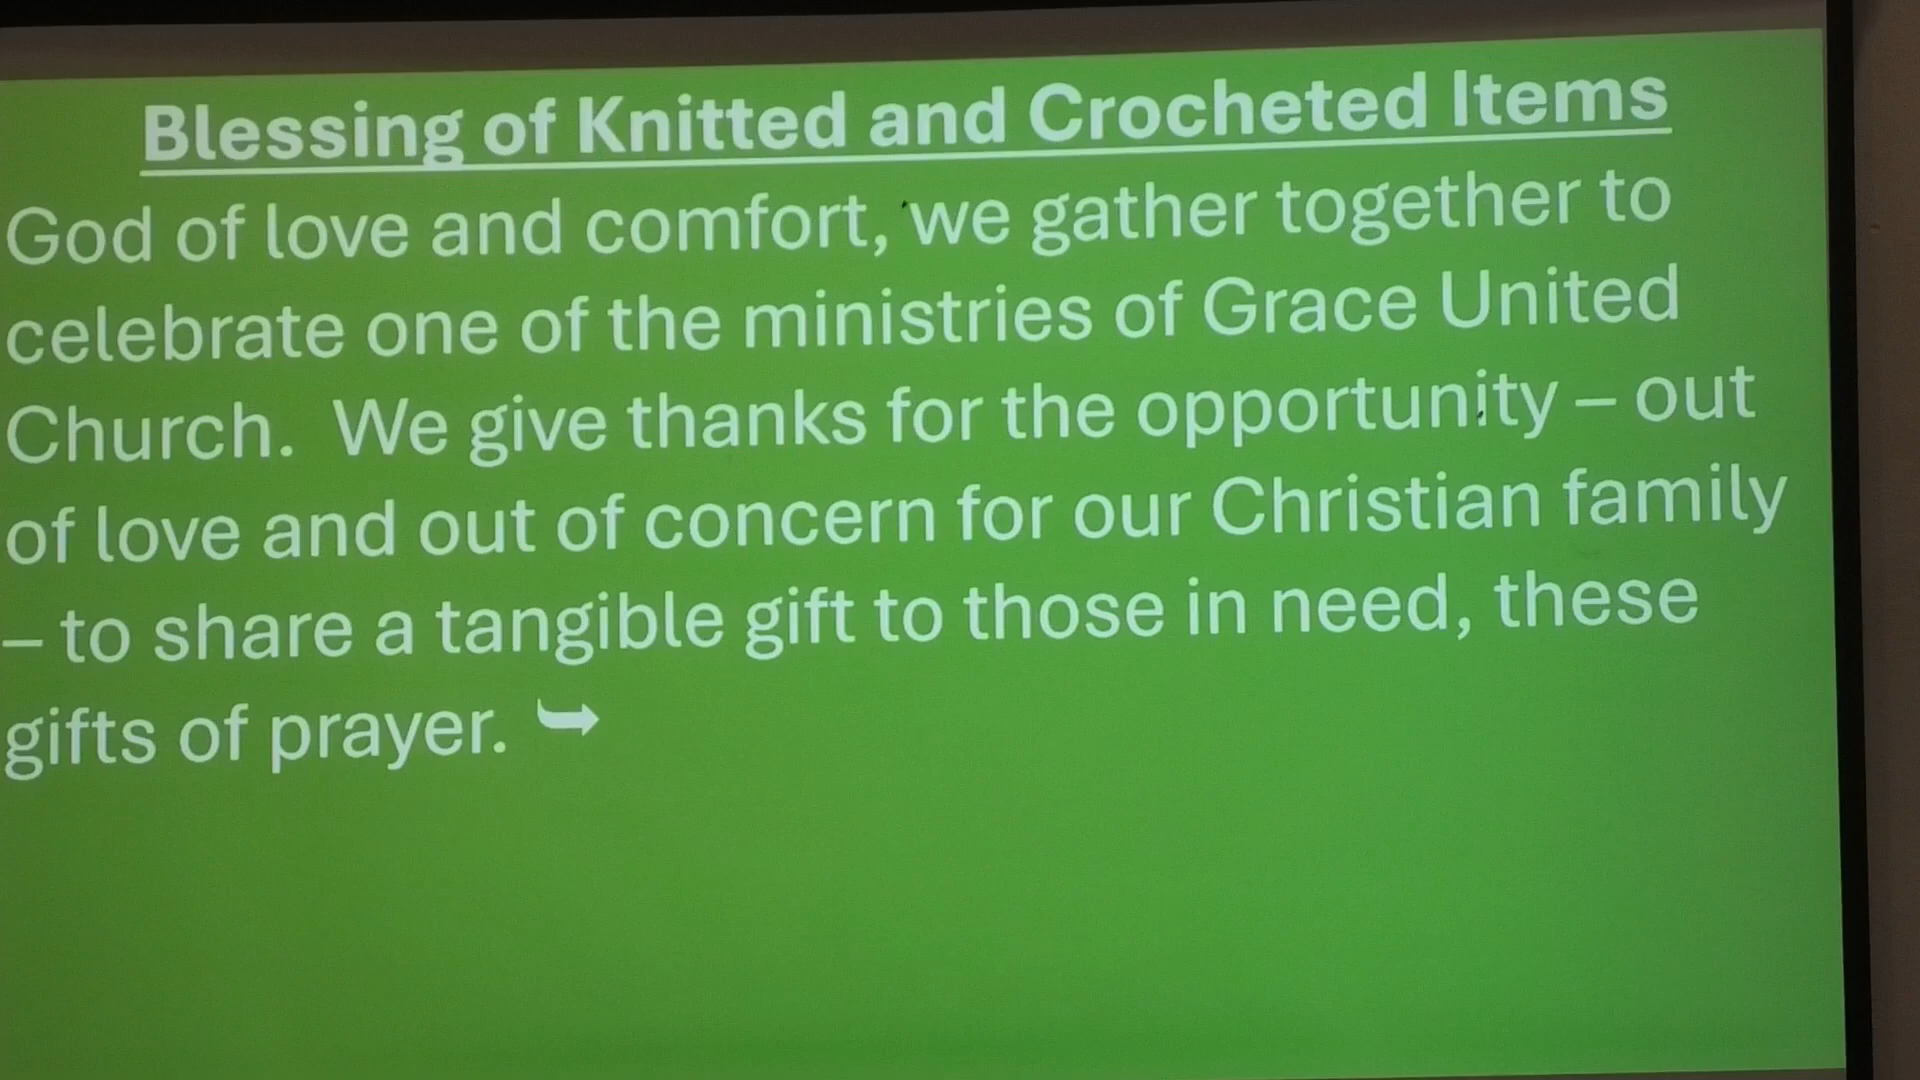 Blessing of Knitted and Crocheted Items
God of love and comfort, we gather together to
celebrate one of the ministries of Grace United
Church.  We give thanks for the opportunity – out
of love and out of concern for our Christian family
– to share a tangible gift to those in need, these
gifts of prayer. ➥